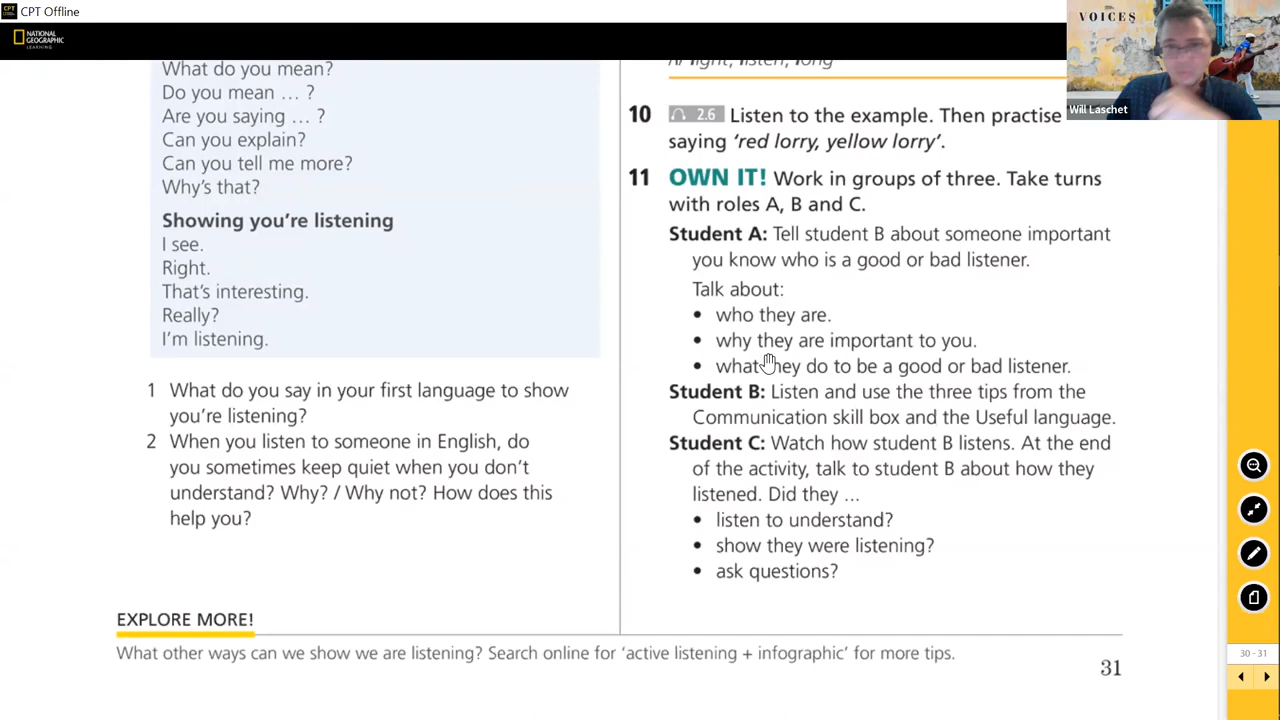 CPT Offline
NATIONAL
GEOGRAPHIC
LEARNING
VOICES
Will Laschet
What do you mean?
Do you mean … ?
Are you saying … ?
Can you explain?
Can you tell me more?
Why's that?
Showing you're listening
I see.
Right.
That's interesting.
Really?
I'm listening.
1 What do you say in your first language to show
you're listening?
2 When you listen to someone in English, do
you sometimes keep quiet when you don't
understand? Why? / Why not? How does this
help you?
10 2.6 Listen to the example. Then practise
saying 'red lorry, yellow lorry'.
11 OWN IT! Work in groups of three. Take turns
with roles A, B and C.
Student A: Tell student B about someone important
you know who is a good or bad listener.
Talk about:
• who they are.
• why they are important to you.
• what they do to be a good or bad listener.
Student B: Listen and use the three tips from the
Communication skill box and the Useful language.
Student C: Watch how student B listens. At the end
of the activity, talk to student B about how they
listened. Did they ...
• listen to understand?
• show they were listening?
• ask questions?
EXPLORE MORE!
What other ways can we show we are listening? Search online for 'active listening + infographic' for more tips.
31
30 - 31